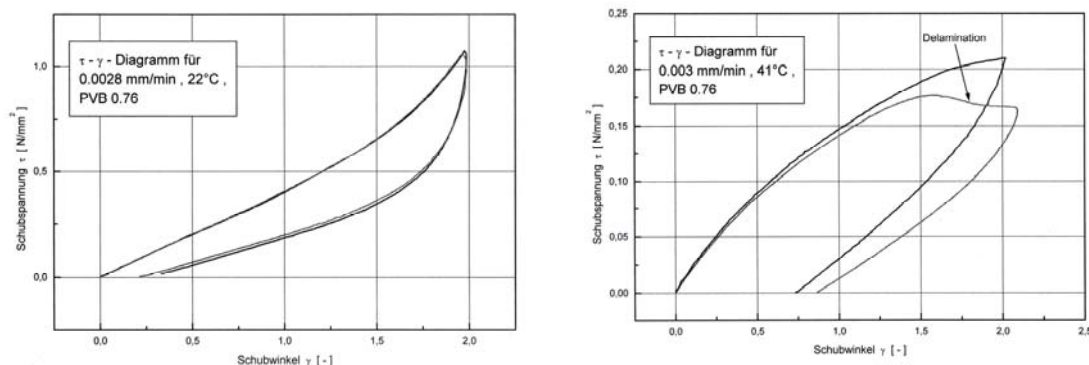 τ - γ - Diagramm für
0.0028 mm/min , 22°C ,
PVB 0.76
1,0
0,5
0,0
Schubspannung τ [ N/mm²]
0,0 0,5 1,0 1,5 2,0
Schubwinkel γ [ - ]
Delamination
τ - γ - Diagramm für
0.003 mm/min , 41°C ,
PVB 0.76
0,25
0,20
0,15
0,10
0,05
0,00
Schubspannung τ [ N/mm²]
0,0 0,5 1,0 1,5 2,0 2,5
Schubwinkel γ [ - ]